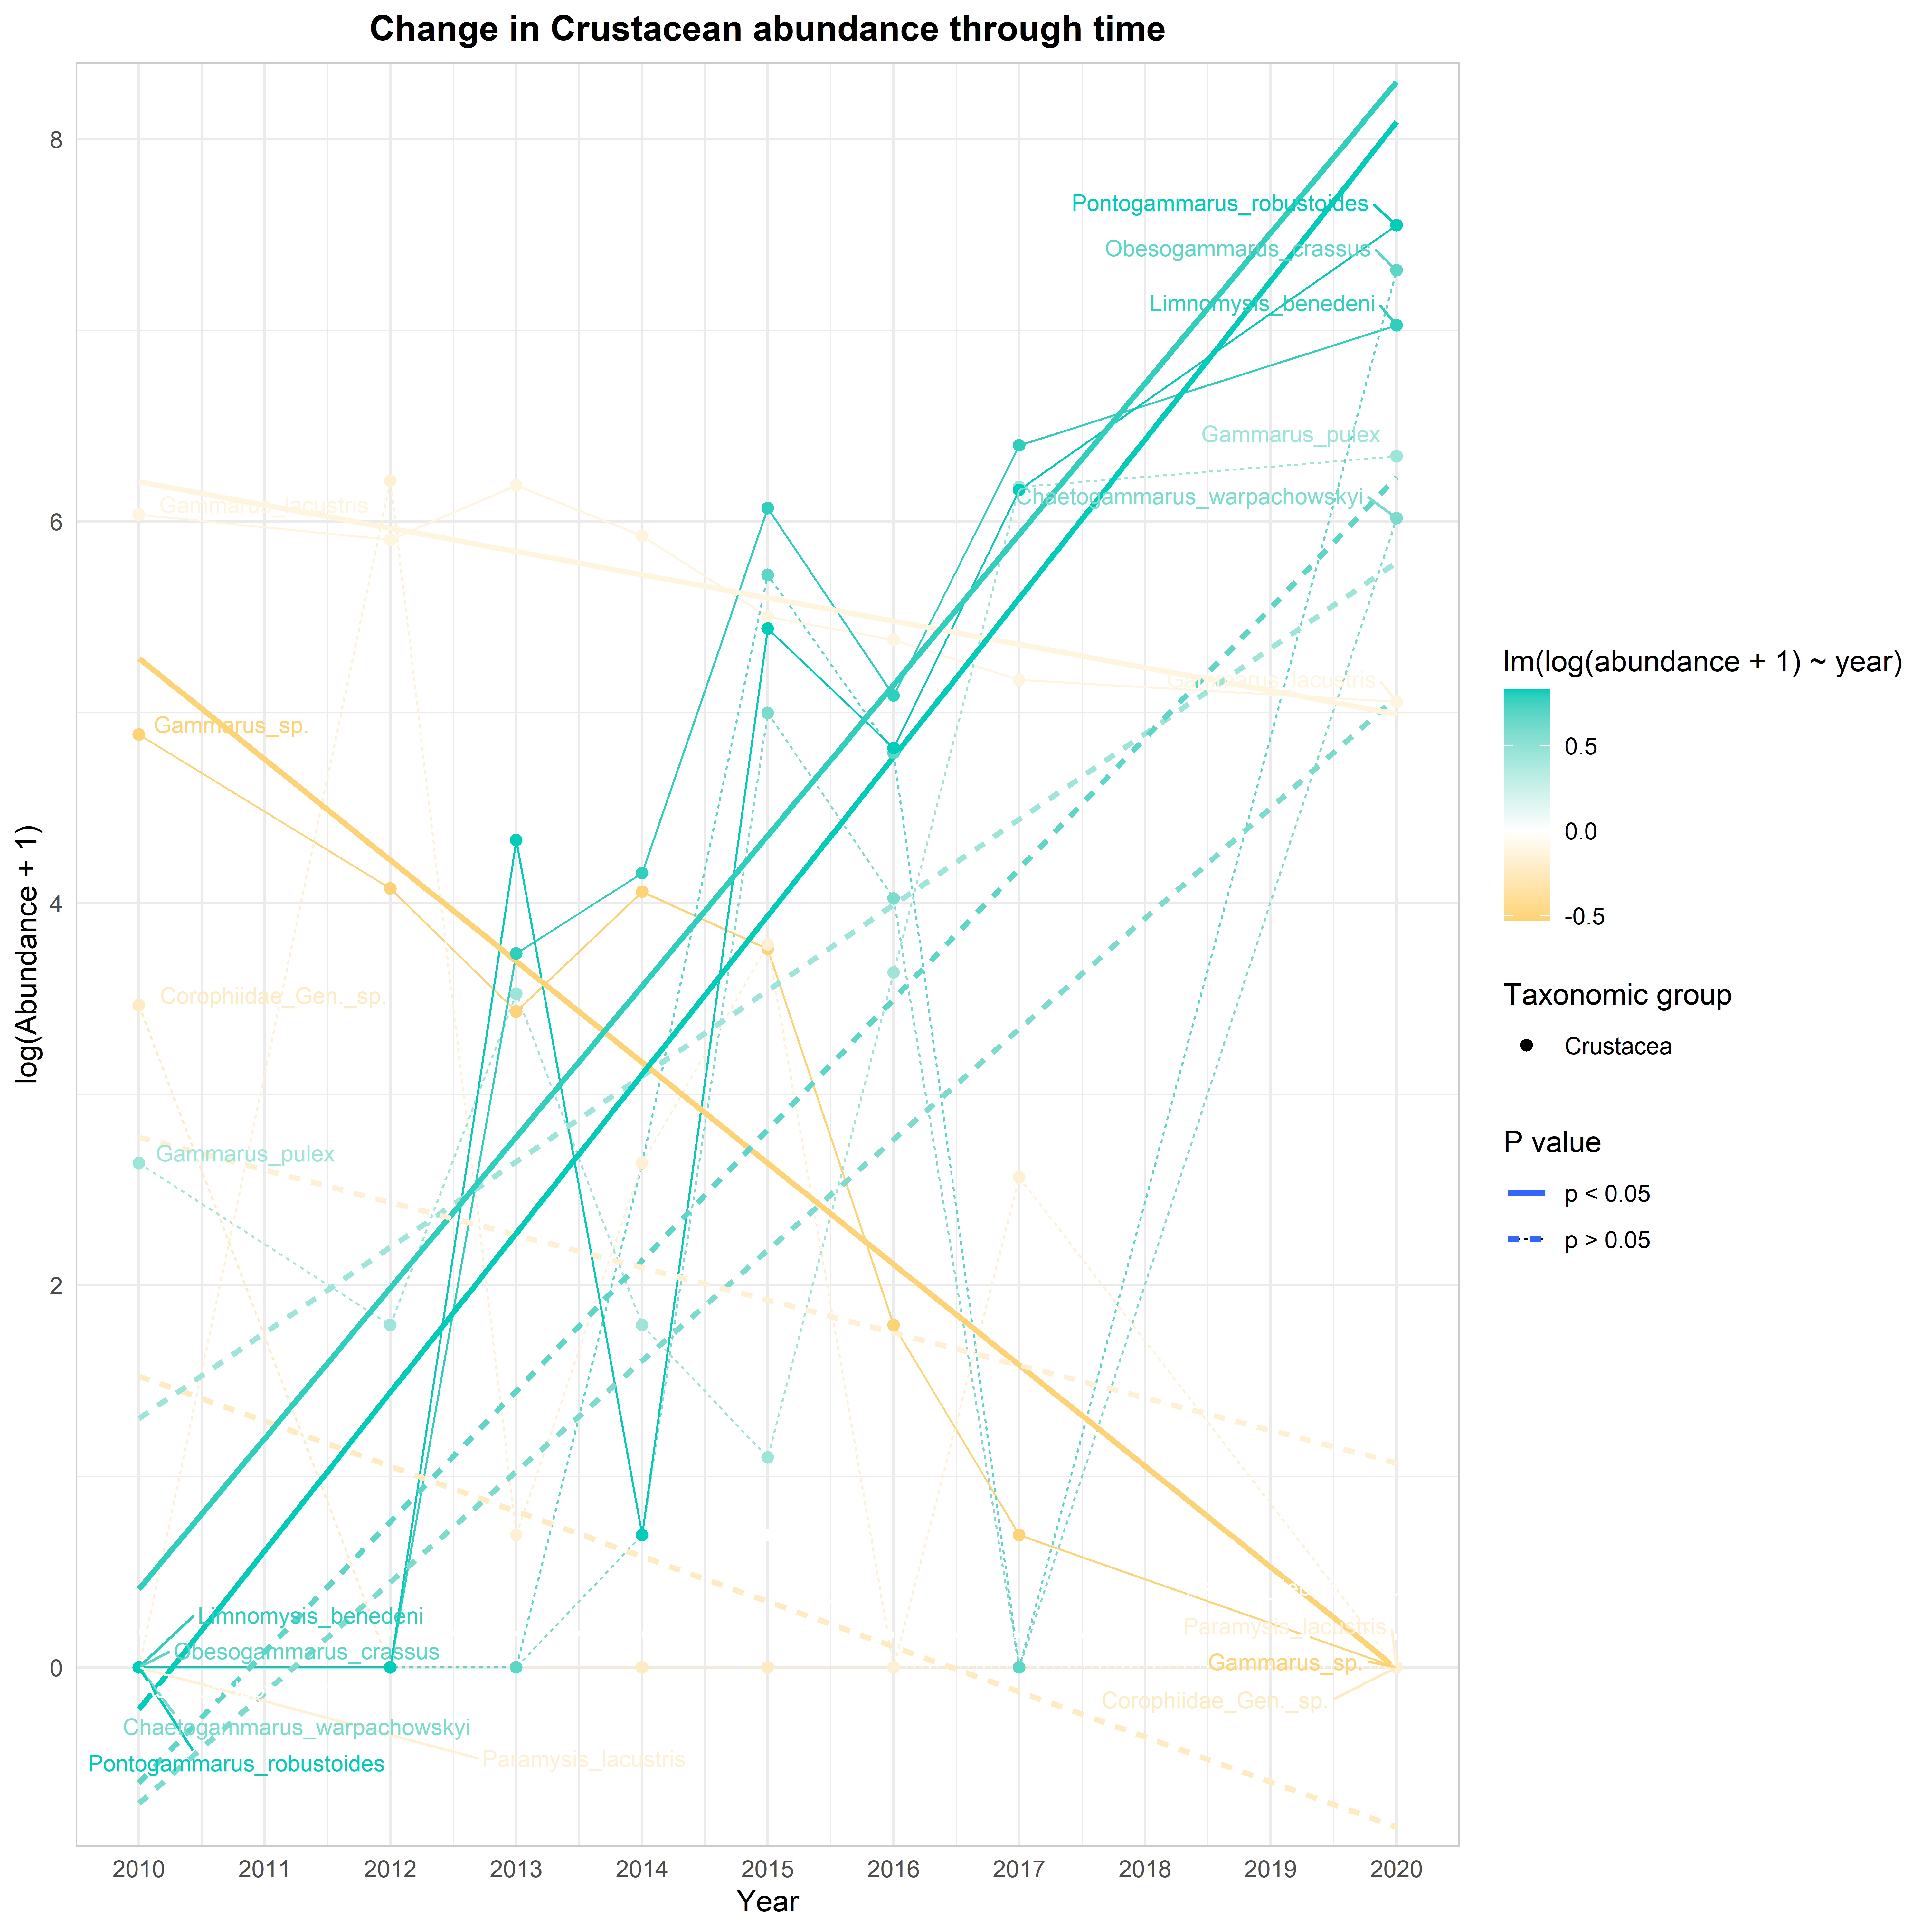 Change in Crustacean abundance through time
Pontogammarus_robustoides
Obesogammarus_crassus
Limnomysis_benedeni
Gammarus_pulex
Chaetogammarus_warpachowskyi
Gammarus_lacustris
Gammarus_lacustris
Gammarus_sp.
Corophiidae_Gen._sp.
Gammarus_pulex
Limnomysis_benedeni
Obesogammarus_crassus
Chaetogammarus_warpachowskyi
Pontogammarus_robustoides
Paramysis_lacustris
Paramysis_lacustris
Gammarus_sp.
Corophiidae_Gen._sp.
8
6
4
2
0
log(Abundance + 1)
2010 2011 2012 2013 2014 2015 2016 2017 2018 2019 2020
Year
lm(log(abundance + 1) ~ year)
0.5
0.0
-0.5
Taxonomic group
Crustacea
P value
p < 0.05
p > 0.05